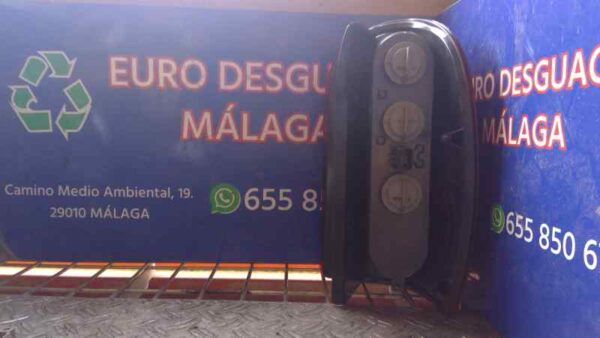 EURO DESGU
MÁLAGA
Camino Medio Ambiental, 19.
29010 MÁLAGA
655 85
RO DESGUAC
MÁLAGA
655 850 6